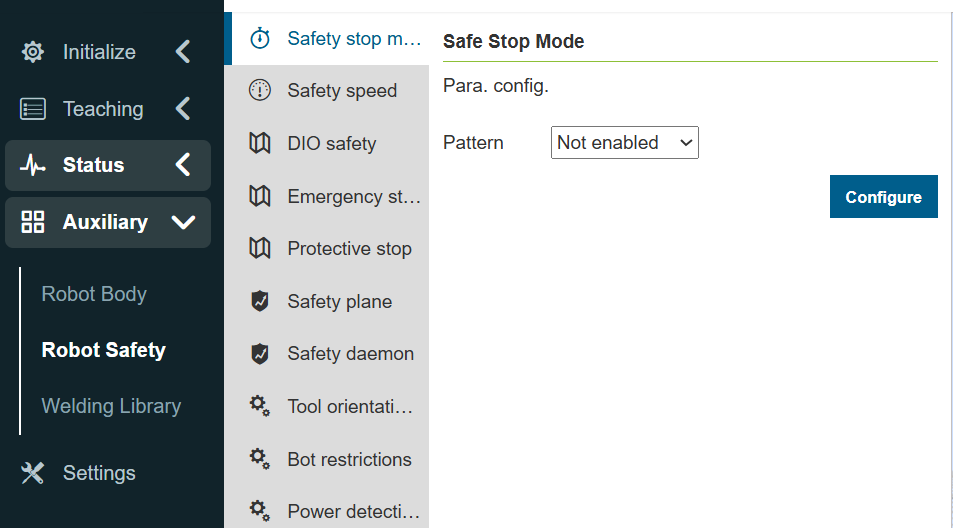 Initialize
Teaching
Status
Auxiliary
Robot Body
Robot Safety
Welding Library
Settings
Safety stop m...
Safety speed
DIO safety
Emergency st...
Protective stop
Safety plane
Safety daemon
Tool orientati...
Bot restrictions
Power detecti...
Safe Stop Mode
Para. config.
Pattern Not enabled
Configure